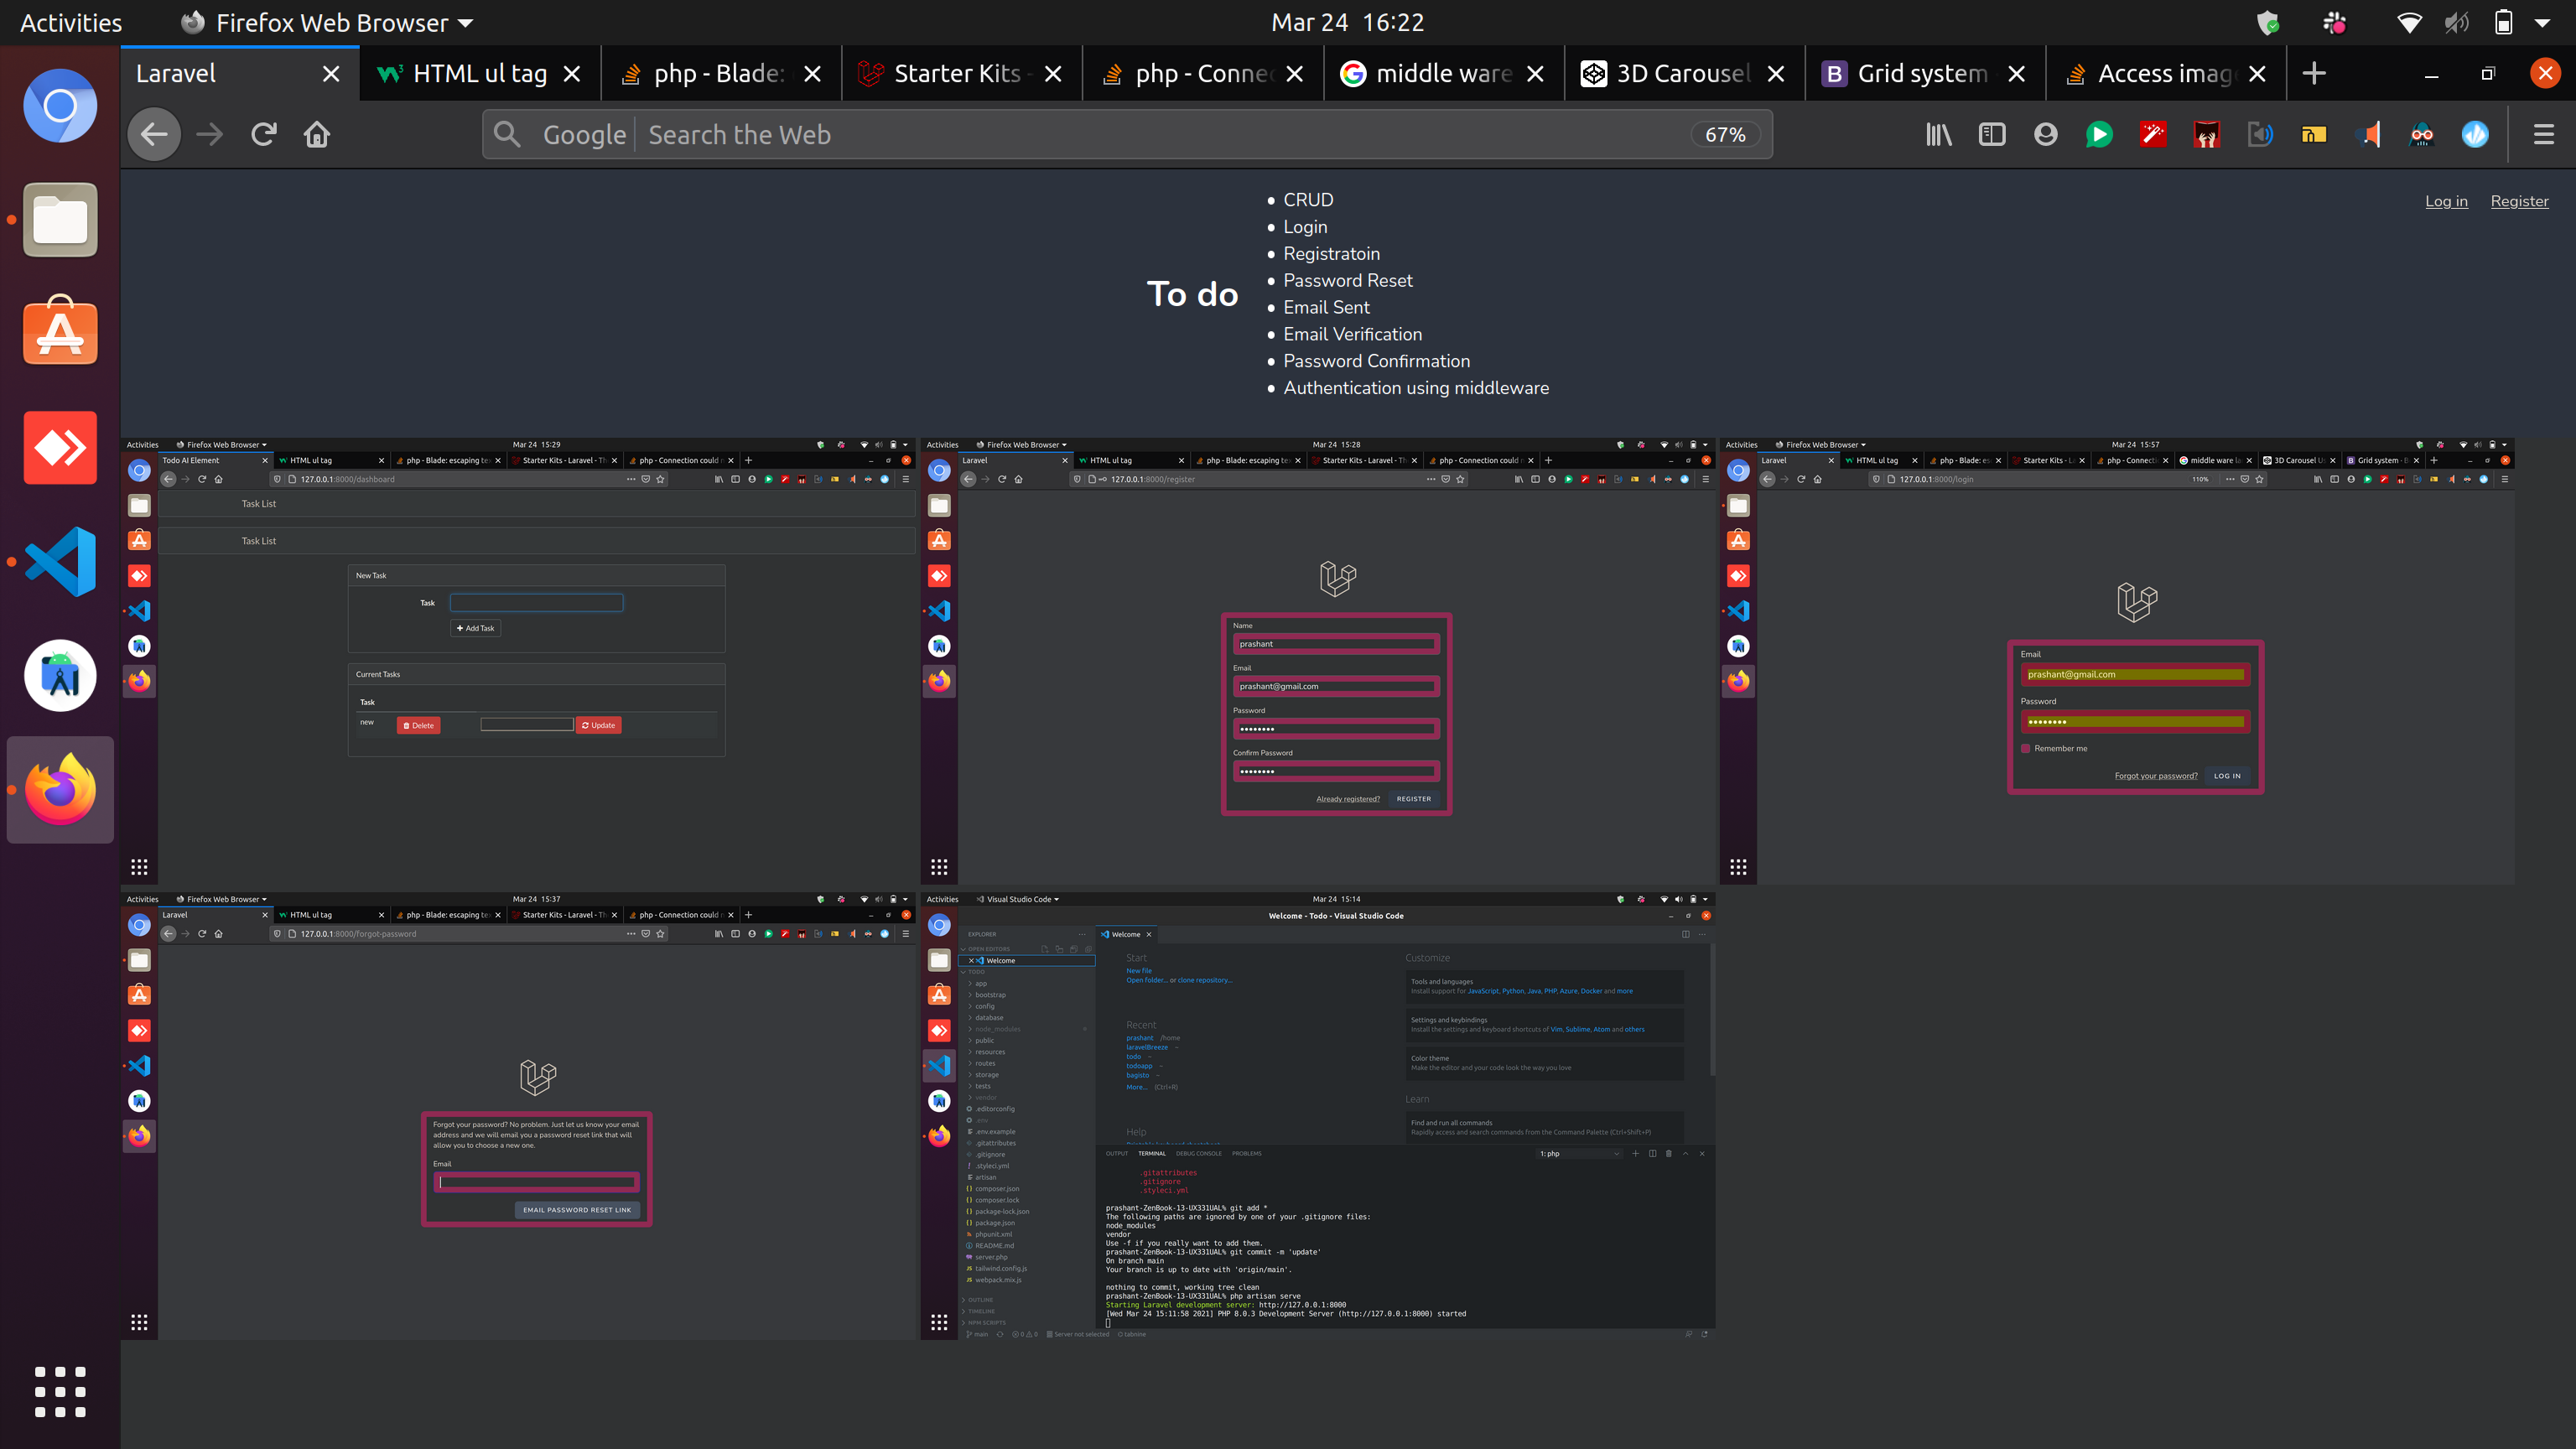 Activities Firefox Web Browser Mar 24 16:22
Laravel HTML ul tag php - Blade: Starter Kits - php - Connec middle ware 3D Carousel Grid system Access imag
Google Search the Web 67%
Log in Register
To do
CRUD
Login
Registratoin
Password Reset
Email Sent
Email Verification
Password Confirmation
Authentication using middleware
Activities Firefox Web Browser Mar 24 15:29
Todo AI Element HTML ul tag php - Blade: escaping te Starter Kits - Laravel - Th php - Connection could n
127.0.0.1:8000/dashboard
Task List
Task List
New Task
Task
Add Task
Current Tasks
Task
new Delete Update
Activities Firefox Web Browser Mar 24 15:28
Laravel HTML ul tag php - Blade: escaping te Starter Kits - Laravel - Th php - Connection could n
127.0.0.1:8000/register
Name
prashant
Email
prashant@gmail.com
Password
Confirm Password
Already registered? REGISTER
Activities Firefox Web Browser Mar 24 15:57
Laravel HTML ul tag php - Blade: es Starter Kits - La php - Connecti middle ware la 3D Carousel Us Grid system - B
127.0.0.1:8000/login 110%
Email
prashant@gmail.com
Password
Remember me
Forgot your password? LOG IN
Activities Firefox Web Browser Mar 24 15:37
Laravel HTML ul tag php - Blade: escaping te Starter Kits - Laravel - Th php - Connection could n
127.0.0.1:8000/forgot-password
Forgot your password? No problem. Just let us know your email
address and we will email you a password reset link that will
allow you to choose a new one.
Email
EMAIL PASSWORD RESET LINK
Activities Visual Studio Code Mar 24 15:14
Welcome - Todo - Visual Studio Code
EXPLORER
OPEN EDITORS
Welcome
TODO
app
bootstrap
config
database
node_modules
public
resources
routes
storage
tests
vendor
.editorconfig
.env
.env.example
.gitattributes
.gitignore
.styleci.yml
artisan
composer.json
composer.lock
package-lock.json
package.json
phpunit.xml
README.md
server.php
tailwind.config.js
webpack.mix.js
OUTLINE
TIMELINE
NPM SCRIPTS
Welcome
Start
New file
Open folder... or clone repository...
Recent
prashant /home
laravelBreeze ~
todo ~
todoapp ~
bagisto ~
More... (Ctrl+R)
Help
Customize
Tools and languages
Install support for JavaScript, Python, Java, PHP, Azure, Docker and more
Settings and keybindings
Install the settings and keyboard shortcuts of Vim, Sublime, Atom and others
Color theme
Make the editor and your code look the way you love
Learn
Find and run all commands
Rapidly access and search commands from the Command Palette (Ctrl+Shift+P)
OUTPUT TERMINAL DEBUG CONSOLE PROBLEMS 1: php
.gitattributes
.gitignore
.styleci.yml
prashant-ZenBook-13-UX331UAL% git add *
The following paths are ignored by one of your .gitignore files:
node_modules
vendor
Use -f if you really want to add them.
prashant-ZenBook-13-UX331UAL% git commit -m 'update'
On branch main
Your branch is up to date with 'origin/main'.
nothing to commit, working tree clean
prashant-ZenBook-13-UX331UAL% php artisan serve
Starting Laravel development server: http://127.0.0.1:8000
[Wed Mar 24 15:11:58 2021] PHP 8.0.3 Development Server (http://127.0.0.1:8000) started
main 0 0 Server not selected tabnine